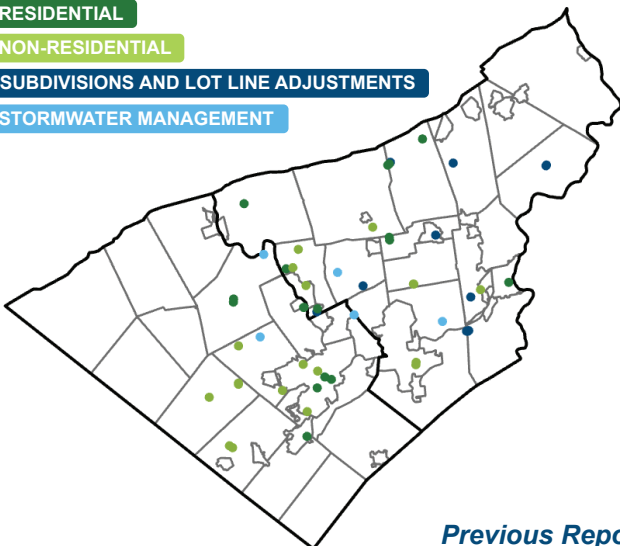 RESIDENTIAL
NON-RESIDENTIAL
SUBDIVISIONS AND LOT LINE ADJUSTMENTS
STORMWATER MANAGEMENT
Previous